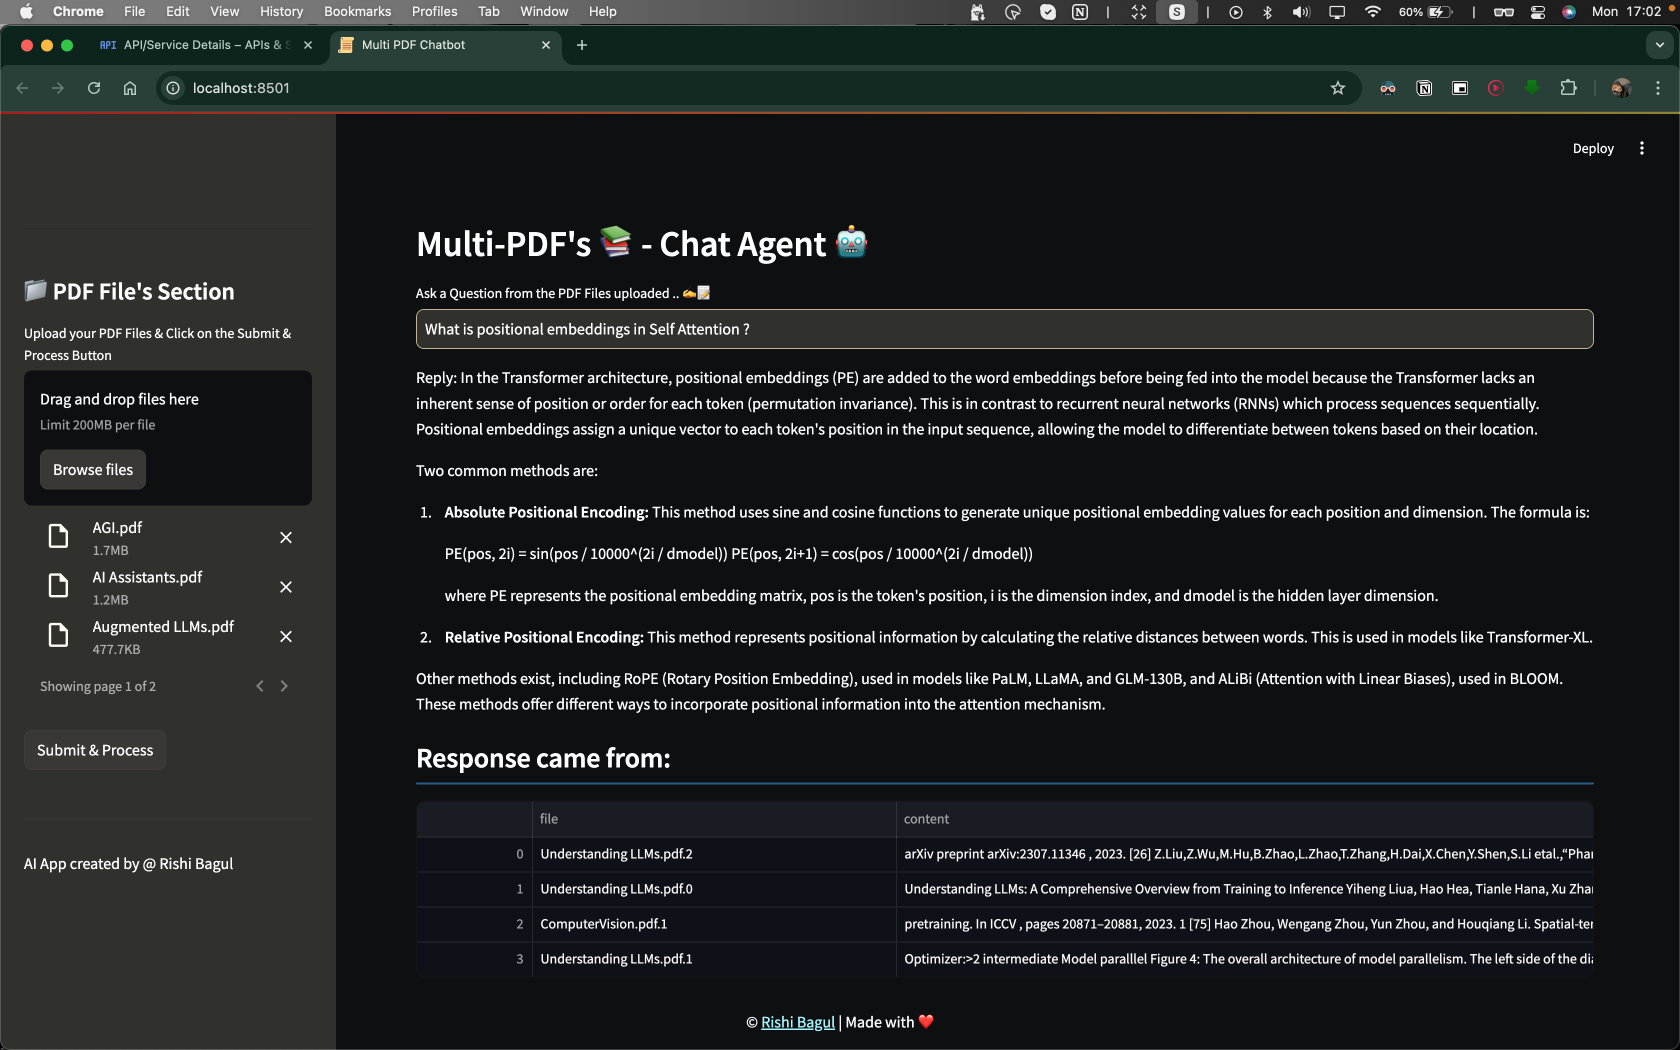 Chrome File Edit View History Bookmarks Profiles Tab Window Help 60% Mon 17:02
API API/Service Details – APIs & S
Multi PDF Chatbot
localhost:8501
Deploy
📁 PDF File's Section
Upload your PDF Files & Click on the Submit &
Process Button
Drag and drop files here
Limit 200MB per file
Browse files
AGI.pdf
1.7MB
AI Assistants.pdf
1.2MB
Augmented LLMs.pdf
477.7KB
Showing page 1 of 2
Submit & Process
AI App created by @ Rishi Bagul
Multi-PDF's 📚 - Chat Agent 🤖
Ask a Question from the PDF Files uploaded .. ✍️📝
What is positional embeddings in Self Attention ?
Reply: In the Transformer architecture, positional embeddings (PE) are added to the word embeddings before being fed into the model because the Transformer lacks an
inherent sense of position or order for each token (permutation invariance). This is in contrast to recurrent neural networks (RNNs) which process sequences sequentially.
Positional embeddings assign a unique vector to each token's position in the input sequence, allowing the model to differentiate between tokens based on their location.
Two common methods are:
1. Absolute Positional Encoding: This method uses sine and cosine functions to generate unique positional embedding values for each position and dimension. The formula is:
PE(pos, 2i) = sin(pos / 10000^(2i / dmodel)) PE(pos, 2i+1) = cos(pos / 10000^(2i / dmodel))
where PE represents the positional embedding matrix, pos is the token's position, i is the dimension index, and dmodel is the hidden layer dimension.
2. Relative Positional Encoding: This method represents positional information by calculating the relative distances between words. This is used in models like Transformer-XL.
Other methods exist, including RoPE (Rotary Position Embedding), used in models like PaLM, LLaMA, and GLM-130B, and ALiBi (Attention with Linear Biases), used in BLOOM.
These methods offer different ways to incorporate positional information into the attention mechanism.
Response came from:
file content
0 Understanding LLMs.pdf.2 arXiv preprint arXiv:2307.11346 , 2023. [26] Z.Liu,Z.Wu,M.Hu,B.Zhao,L.Zhao,T.Zhang,H.Dai,X.Chen,Y.Shen,S.Li etal.,“Phar
1 Understanding LLMs.pdf.0 Understanding LLMs: A Comprehensive Overview from Training to Inference Yiheng Liua, Hao Hea, Tianle Hana, Xu Zhar
2 ComputerVision.pdf.1 pretraining. In ICCV , pages 20871–20881, 2023. 1 [75] Hao Zhou, Wengang Zhou, Yun Zhou, and Houqiang Li. Spatial-ter
3 Understanding LLMs.pdf.1 Optimizer:>2 intermediate Model paralllel Figure 4: The overall architecture of model parallelism. The left side of the dia
© Rishi Bagul | Made with ❤️